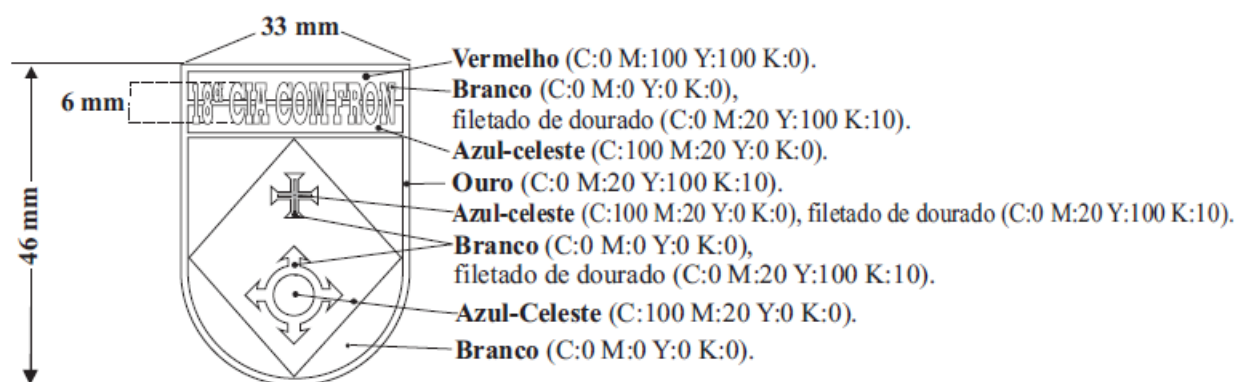 33 mm
Vermelho (C:0 M:100 Y:100 K:0).
Branco (C:0 M:0 Y:0 K:0),
6 mm
18ª CIA COM FRON
filetado de dourado (C:0 M:20 Y:100 K:10).
Azul-celeste (C:100 M:20 Y:0 K:0).
46 mm
Ouro (C:0 M:20 Y:100 K:10).
Azul-celeste (C:100 M:20 Y:0 K:0), filetado de dourado (C:0 M:20 Y:100 K:10).
Branco (C:0 M:0 Y:0 K:0),
filetado de dourado (C:0 M:20 Y:100 K:10).
Azul-Celeste (C:100 M:20 Y:0 K:0).
Branco (C:0 M:0 Y:0 K:0).